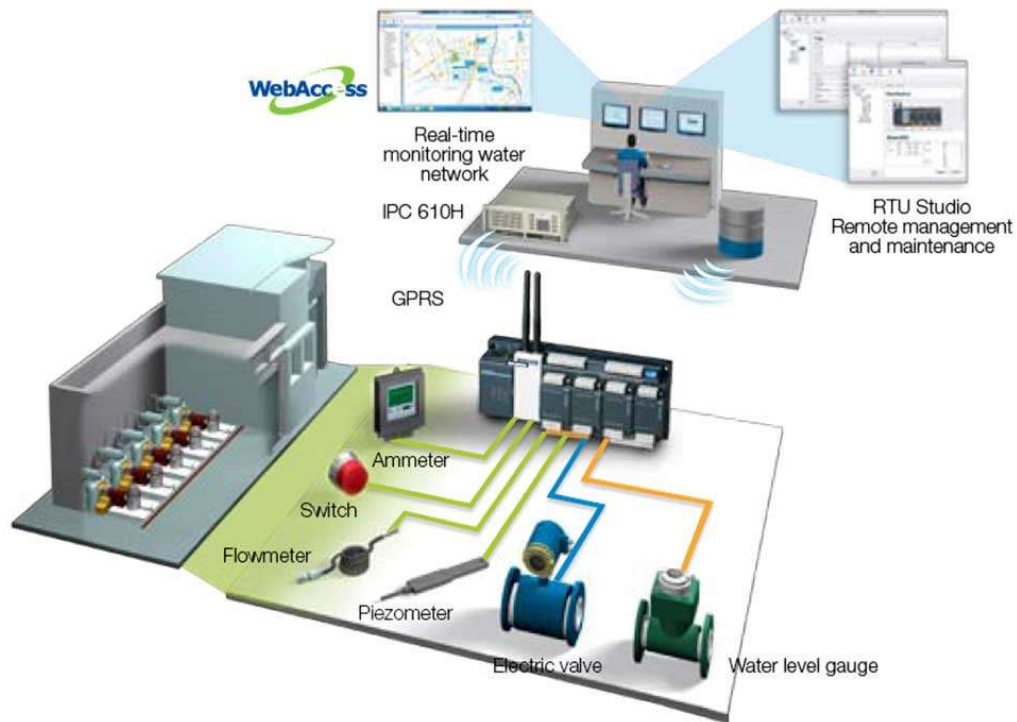 WebAccess
Real-time
monitoring water
network
IPC 610H
RTU Studio
Remote management
and maintenance
GPRS
Ammeter
Switch
Flowmeter
Piezometer
Electric valve
Water level gauge